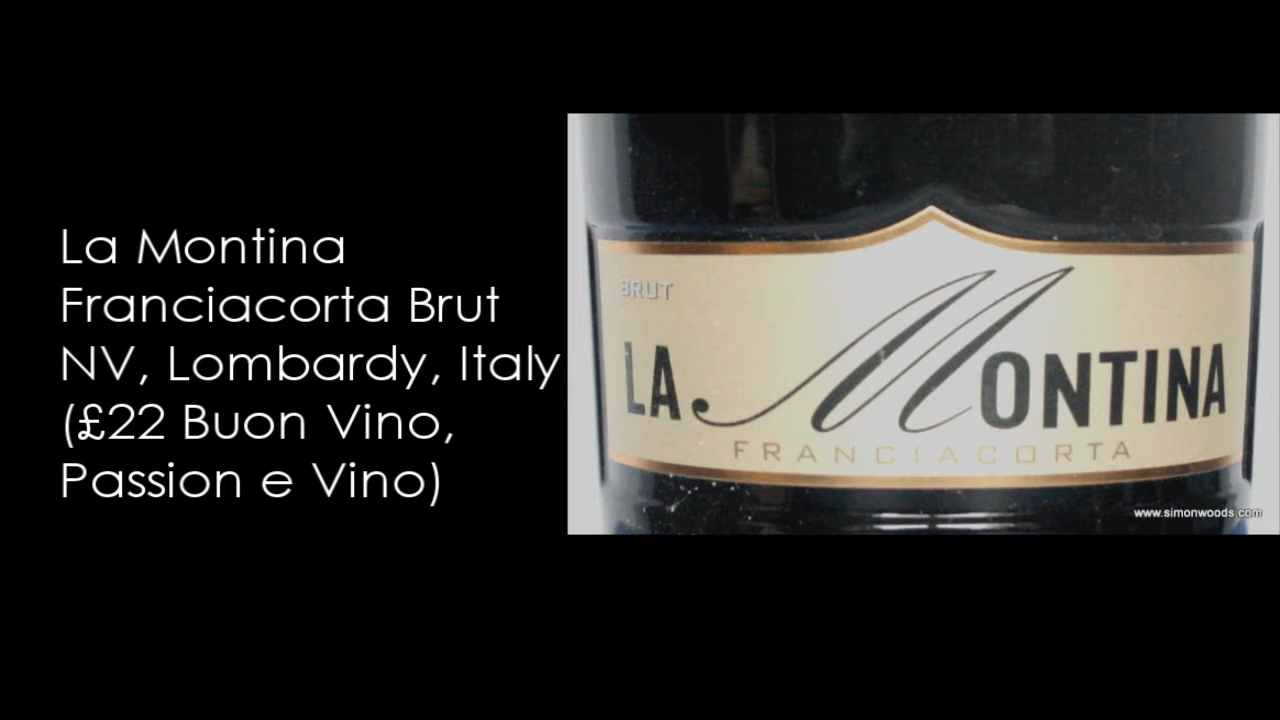 La Montina
Franciacorta Brut
NV, Lombardy, Italy
(£22 Buon Vino,
Passion e Vino)
BRUT
LA MONTINA
FRANCIACORTA
www.simonwoods.com